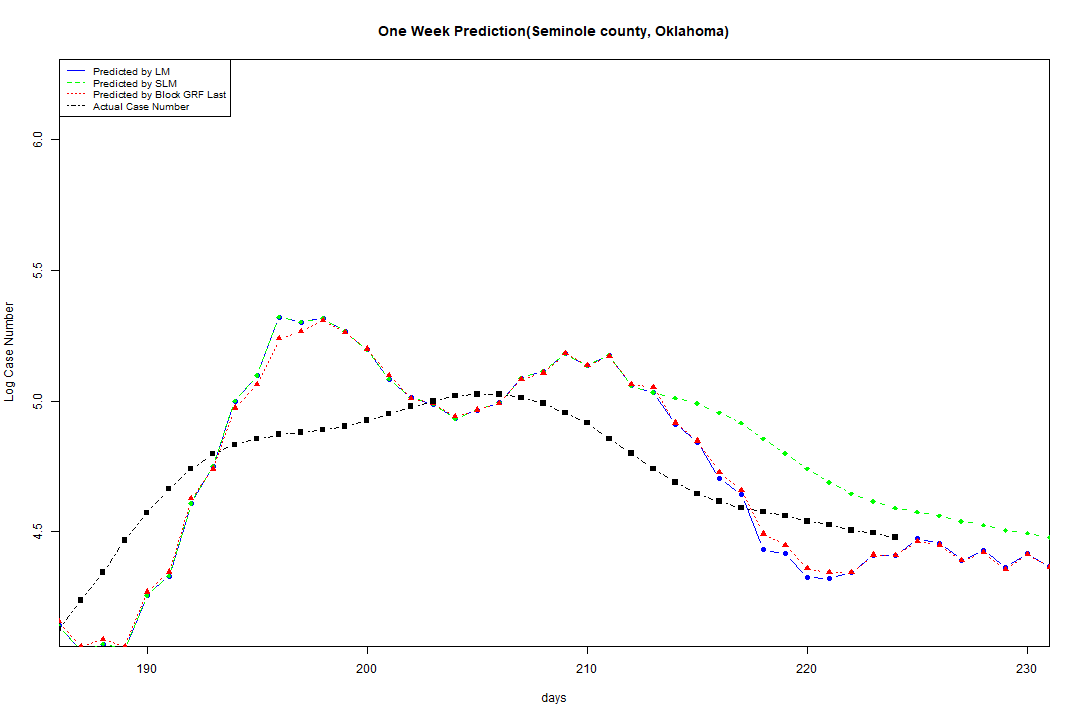 One Week Prediction(Seminole county, Oklahoma)
Predicted by LM
Predicted by SLM
Predicted by Block GRF Last
Actual Case Number
6.0
5.5
5.0
4.5
Log Case Number
190 200 210 220 230
days